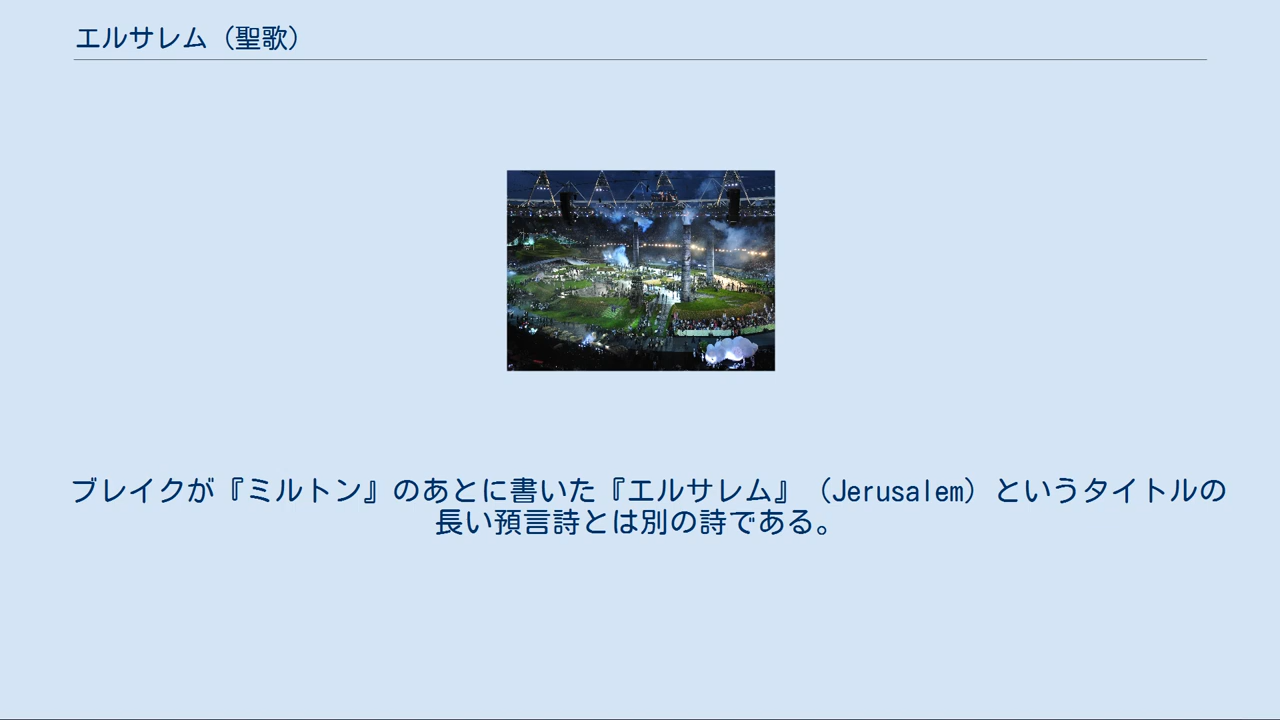 エルサレム（聖歌）
ブレイクが『ミルトン』のあとに書いた『エルサレム』（Jerusalem）というタイトルの
長い預言詩とは別の詩である。